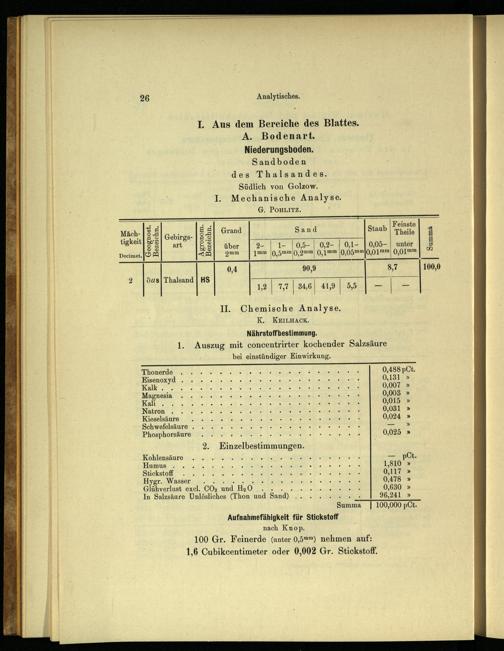 26
Analytisches.
I. Aus dem Bereiche des Blattes.
A. Bodenart.
Niederungsboden.
Sandboden
des Thalsandes.
Südlich von Golzow.
I. Mechanische Analyse.
G. Pohlitz.
Mäch-tigkeit Decimet. | Geognost. Bezeichn. | Gebirgs-art | Agronom. Bezeichn. | Grand über 2mm | Sand 2–1mm | 1–0,5mm | 0,5–0,2mm | 0,2–0,1mm | 0,1–0,05mm | Staub 0,05–0,01mm | Feinste Theile unter 0,01mm | Summa
0,4 | 90,9 | 8,7 | 100,0
2 | ∂as | Thalsand | HS | 1,2 | 7,7 | 34,6 | 41,9 | 5,5 | — | —
II. Chemische Analyse.
K. Keilhack.
Nährstoffbestimmung.
1. Auszug mit concentrirter kochender Salzsäure
bei einstündiger Einwirkung.
Thonerde . . . 0,488 pCt.
Eisenoxyd . . . 0,131 »
Kalk . . . 0,007 »
Magnesia . . . 0,003 »
Kali . . . 0,015 »
Natron . . . 0,031 »
Kieselsäure . . . 0,024 »
Schwefelsäure . . . — »
Phosphorsäure . . . 0,025 »
2. Einzelbestimmungen.
Kohlensäure . . . — pCt.
Humus . . . 1,810 »
Stickstoff . . . 0,117 »
Hygr. Wasser . . . 0,478 »
Glühverlust excl. CO2 und H2O . . . 0,630 »
In Salzsäure Unlösliches (Thon und Sand) . . . 96,241 »
Summa | 100,000 pCt.
Aufnahmefähigkeit für Stickstoff
nach Knop.
100 Gr. Feinerde (unter 0,5mm) nehmen auf:
1,6 Cubikcentimeter oder 0,002 Gr. Stickstoff.